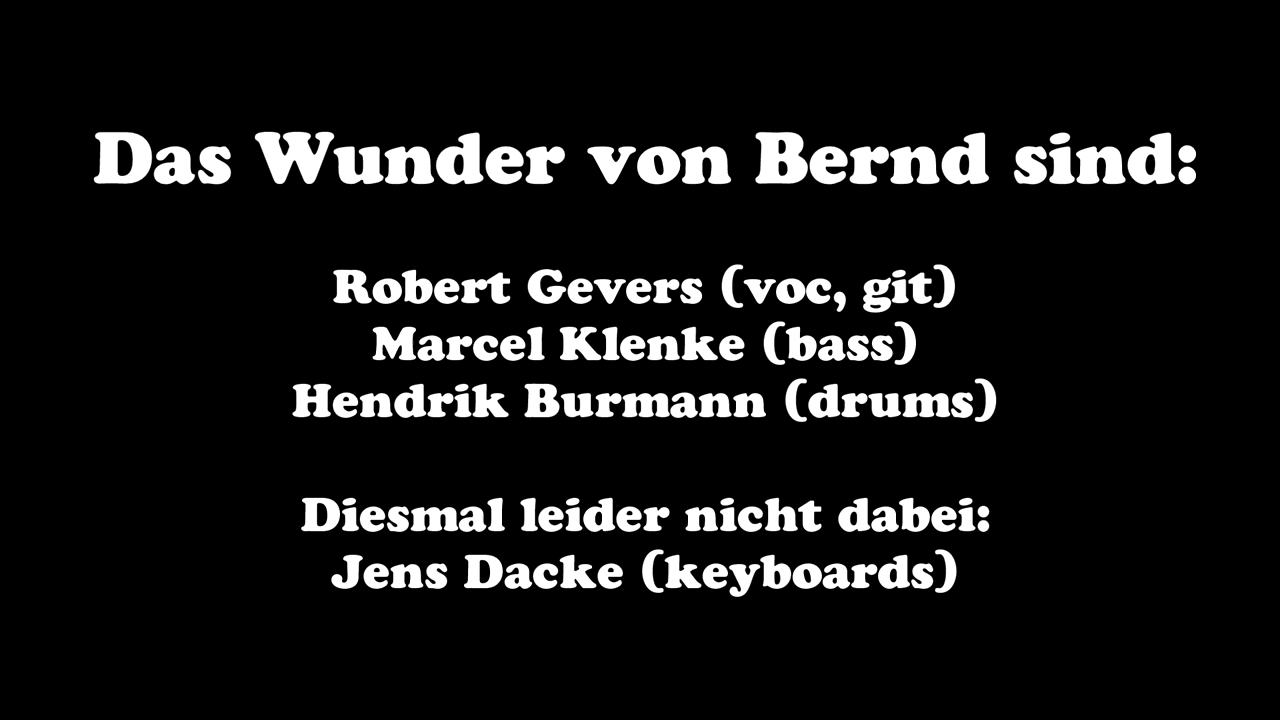 Das Wunder von Bernd sind:
Robert Gevers (voc, git)
Marcel Klenke (bass)
Hendrik Burmann (drums)
Diesmal leider nicht dabei:
Jens Dacke (keyboards)